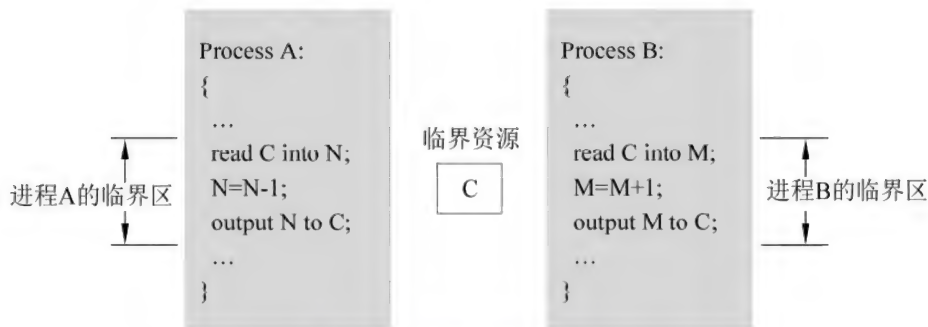 Process A:
{
…
read C into N;
N=N-1;
output N to C;
…
}
进程A的临界区
临界资源
C
Process B:
{
…
read C into M;
M=M+1;
output M to C;
…
}
进程B的临界区